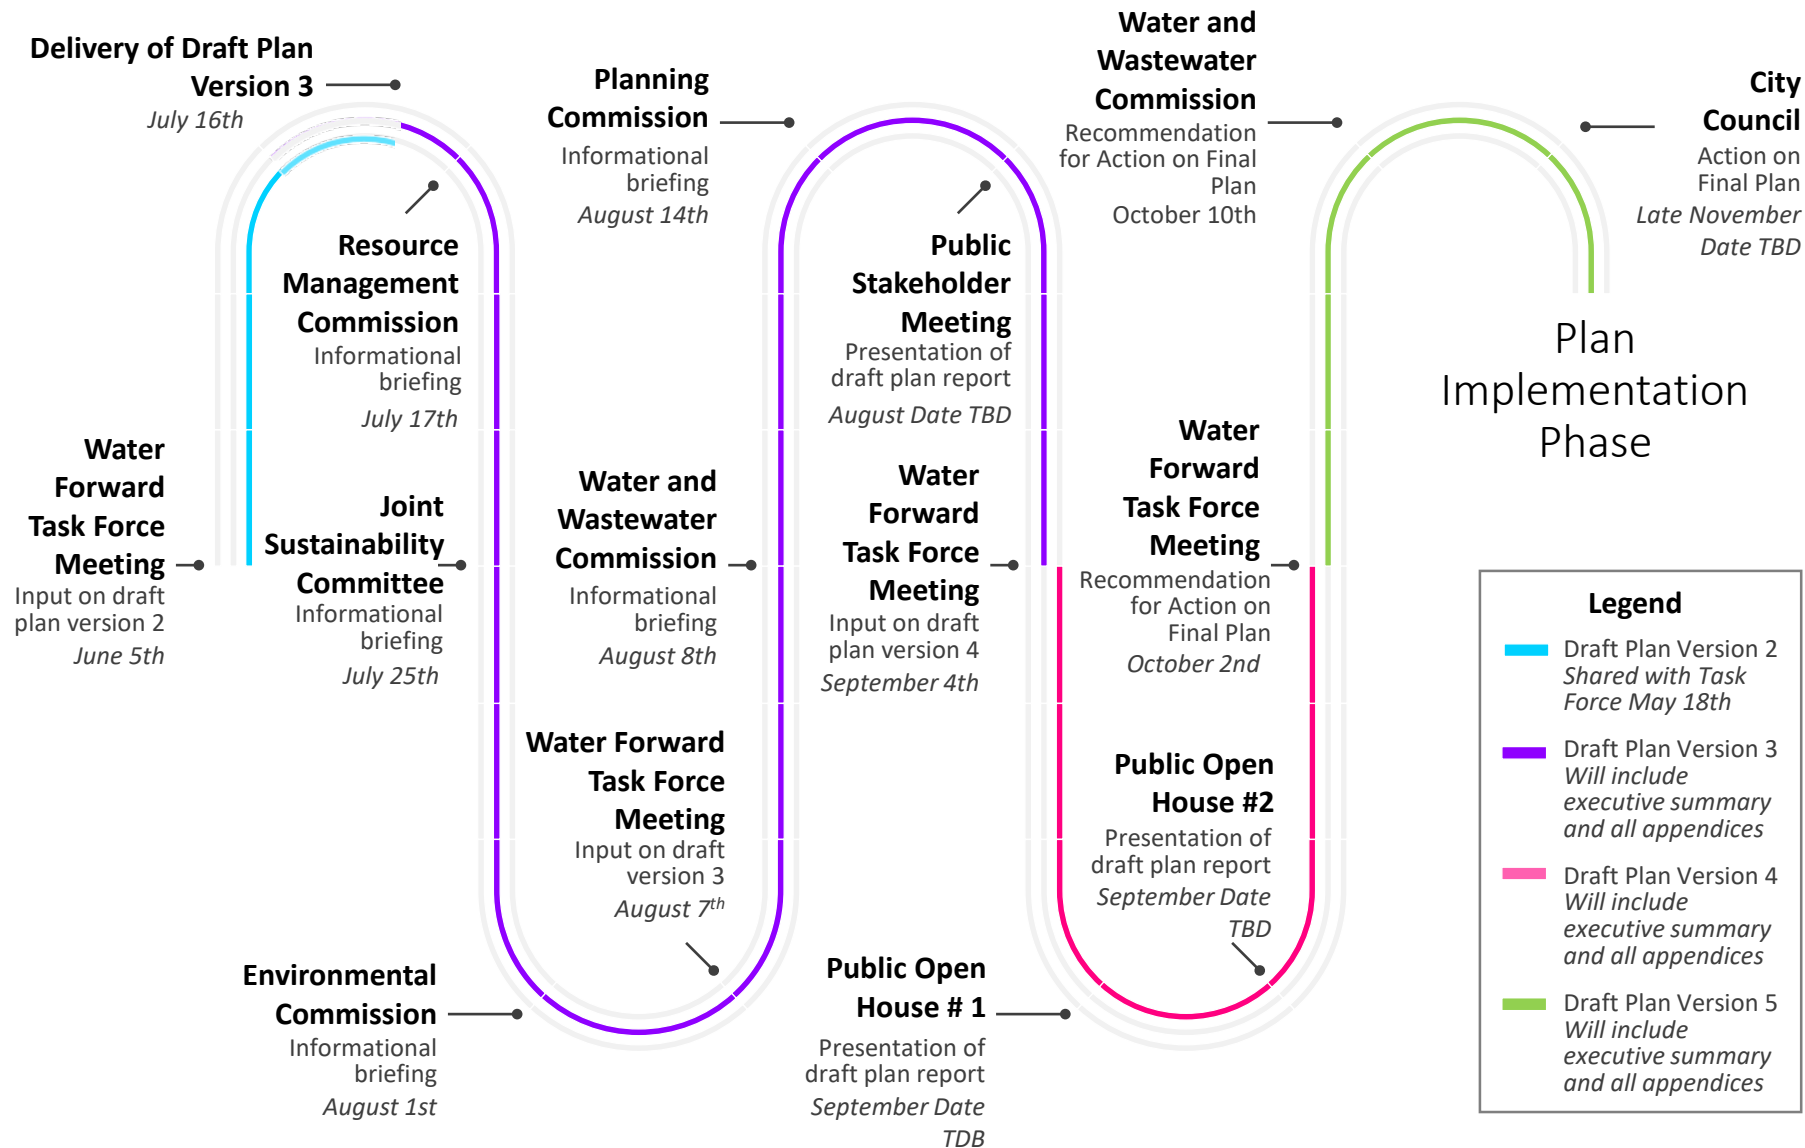 Delivery of Draft Plan
Version 3
July 16th
Resource
Management
Commission
Informational
briefing
July 17th
Water
Forward
Task Force
Meeting
Input on draft
plan version 2
June 5th
Joint
Sustainability
Committee
Informational
briefing
July 25th
Environmental
Commission
Informational
briefing
August 1st
Planning
Commission
Informational
briefing
August 14th
Water and
Wastewater
Commission
Informational
briefing
August 8th
Water Forward
Task Force
Meeting
Input on draft
version 3
August 7th
Public
Stakeholder
Meeting
Presentation of
draft plan report
August Date TBD
Water
Forward
Task Force
Meeting
Input on draft
plan version 4
September 4th
Public Open
House # 1
Presentation of
draft plan report
September Date
TDB
Water and
Wastewater
Commission
Recommendation
for Action on Final
Plan
October 10th
Water
Forward
Task Force
Meeting
Recommendation
for Action on
Final Plan
October 2nd
Public Open
House #2
Presentation of
draft plan report
September Date
TBD
City
Council
Action on
Final Plan
Late November
Date TBD
Plan
Implementation
Phase
Legend
Draft Plan Version 2
Shared with Task
Force May 18th
Draft Plan Version 3
Will include
executive summary
and all appendices
Draft Plan Version 4
Will include
executive summary
and all appendices
Draft Plan Version 5
Will include
executive summary
and all appendices